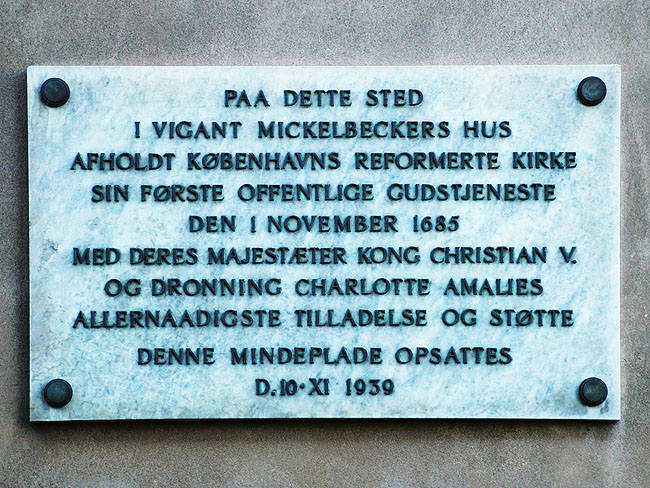 PAA DETTE STED
I VIGANT MICKELBECKERS HUS
AFHOLDT KØBENHAVNS REFORMERTE KIRKE
SIN FØRSTE OFFENTLIGE GUDSTJENESTE
DEN 1 NOVEMBER 1685
MED DERES MAJESTÆTER KONG CHRISTIAN V.
OG DRONNING CHARLOTTE AMALIES
ALLERNAADIGSTE TILLADELSE OG STØTTE
DENNE MINDEPLADE OPSATTES
D.10·XI 1939